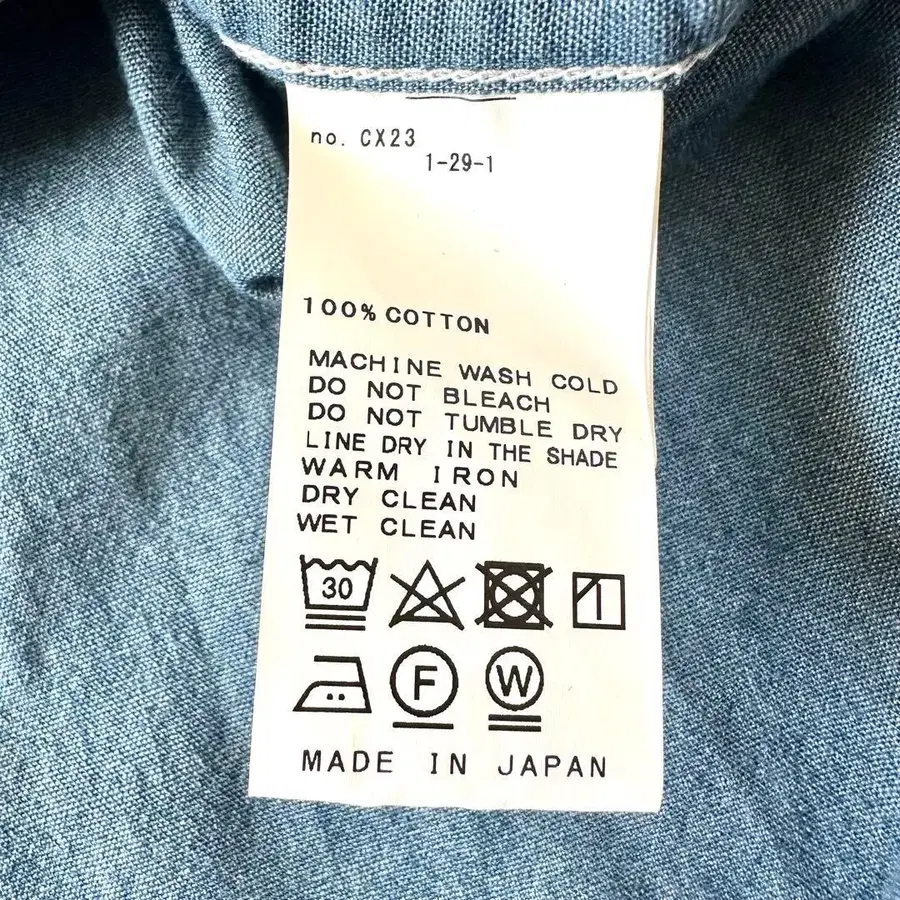 no. CX23
1-29-1
100% COTTON
MACHINE WASH COLD
DO NOT BLEACH
DO NOT TUMBLE DRY
LINE DRY IN THE SHADE
WARM IRON
DRY CLEAN
WET CLEAN
30
F W
MADE IN JAPAN